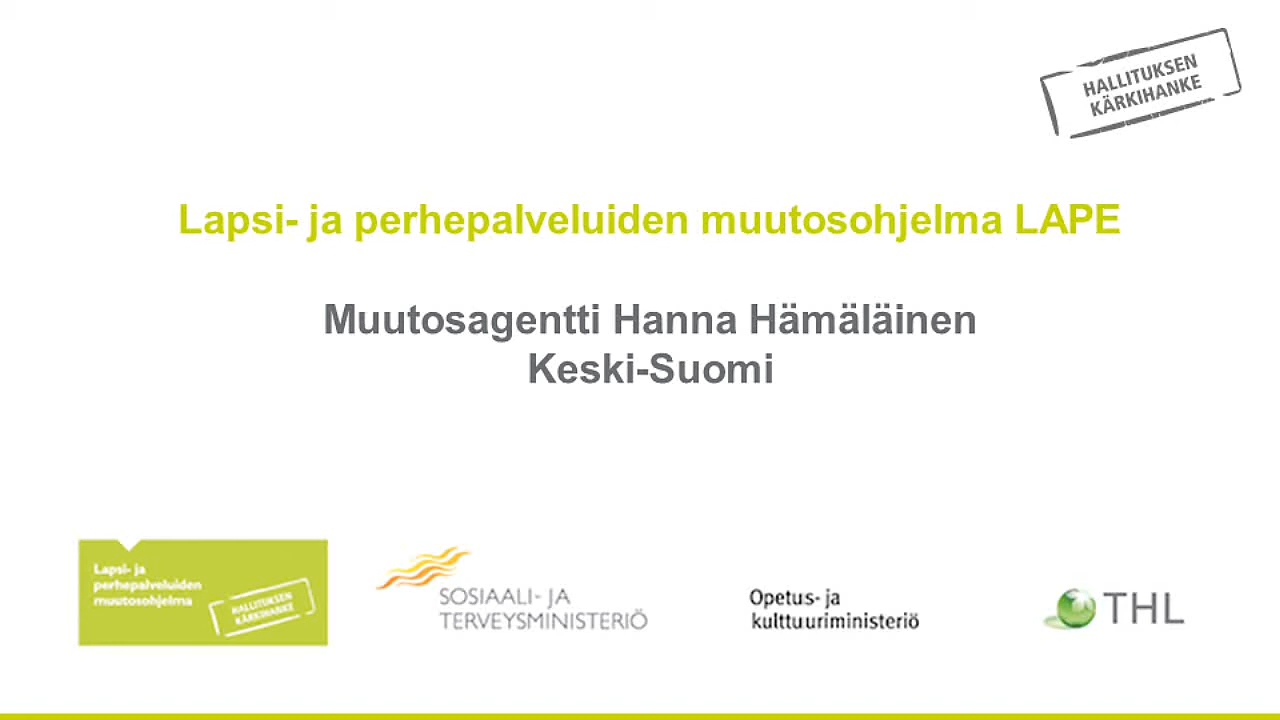 HALLITUKSEN
KÄRKIHANKE
Lapsi- ja perhepalveluiden muutosohjelma LAPE
Muutosagentti Hanna Hämäläinen
Keski-Suomi
Lapsi- ja
perhepalveluiden
muutosohjelma
HALLITUKSEN
KÄRKIHANKE
SOSIAALI- JA
TERVEYSMINISTERIÖ
Opetus- ja
kulttuuriministeriö
THL